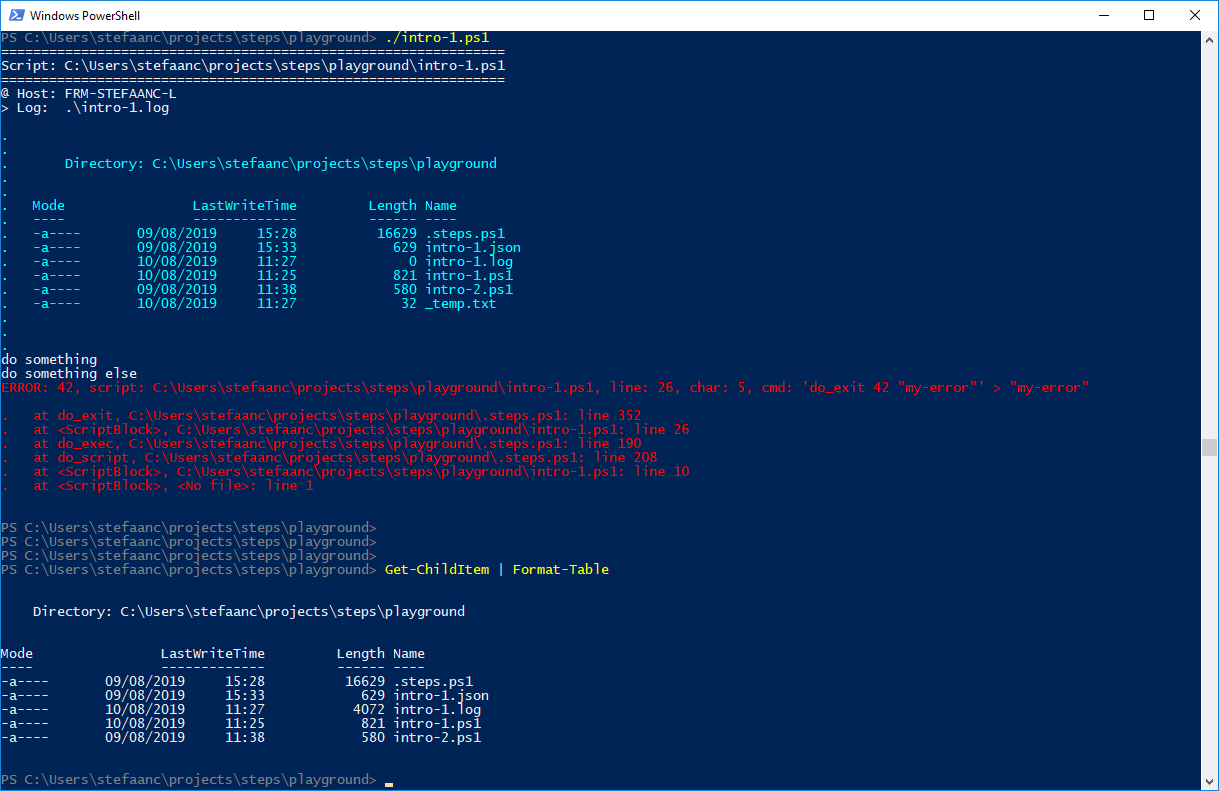 Windows PowerShell
PS C:\Users\stefaanc\projects\steps\playground> ./intro-1.ps1
===============================================================
Script: C:\Users\stefaanc\projects\steps\playground\intro-1.ps1
===============================================================
@ Host: FRM-STEFAANC-L
> Log:  .\intro-1.log
.
.
.       Directory: C:\Users\stefaanc\projects\steps\playground
.
.
.   Mode                LastWriteTime         Length Name
.   ----                -------------         ------ ----
.   -a----       09/08/2019     15:28          16629 .steps.ps1
.   -a----       09/08/2019     15:33            629 intro-1.json
.   -a----       10/08/2019     11:27              0 intro-1.log
.   -a----       10/08/2019     11:25            821 intro-1.ps1
.   -a----       09/08/2019     11:38            580 intro-2.ps1
.   -a----       10/08/2019     11:27             32 _temp.txt
.
.
.
do something
do something else
ERROR: 42, script: C:\Users\stefaanc\projects\steps\playground\intro-1.ps1, line: 26, char: 5, cmd: 'do_exit 42 "my-error"' > "my-error"
.   at do_exit, C:\Users\stefaanc\projects\steps\playground\.steps.ps1: line 352
.   at <ScriptBlock>, C:\Users\stefaanc\projects\steps\playground\intro-1.ps1: line 26
.   at do_exec, C:\Users\stefaanc\projects\steps\playground\.steps.ps1: line 190
.   at do_script, C:\Users\stefaanc\projects\steps\playground\.steps.ps1: line 208
.   at <ScriptBlock>, C:\Users\stefaanc\projects\steps\playground\intro-1.ps1: line 10
.   at <ScriptBlock>, <No file>: line 1
PS C:\Users\stefaanc\projects\steps\playground>
PS C:\Users\stefaanc\projects\steps\playground>
PS C:\Users\stefaanc\projects\steps\playground>
PS C:\Users\stefaanc\projects\steps\playground> Get-ChildItem | Format-Table
    Directory: C:\Users\stefaanc\projects\steps\playground
Mode                LastWriteTime         Length Name
----                -------------         ------ ----
-a----       09/08/2019     15:28          16629 .steps.ps1
-a----       09/08/2019     15:33            629 intro-1.json
-a----       10/08/2019     11:27           4072 intro-1.log
-a----       10/08/2019     11:25            821 intro-1.ps1
-a----       09/08/2019     11:38            580 intro-2.ps1
PS C:\Users\stefaanc\projects\steps\playground>